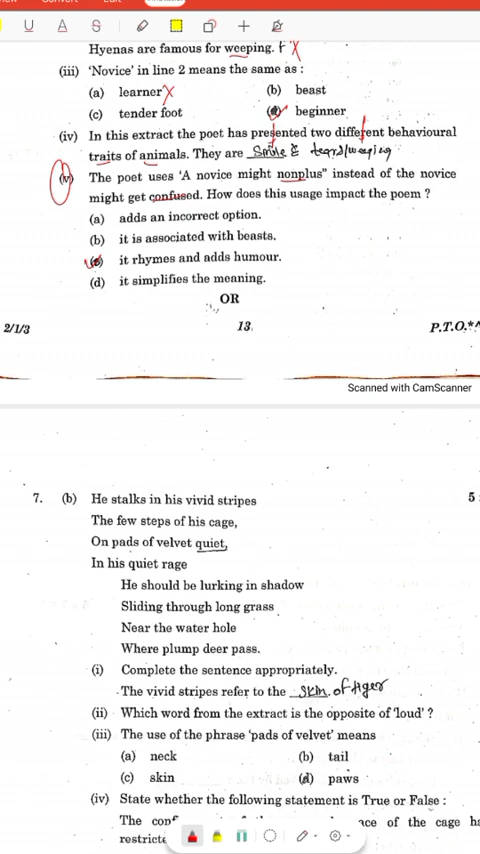 Hyenas are famous for weeping. F X
(iii) 'Novice' in line 2 means the same as :
(a) learner X (b) beast
(c) tender foot (d) beginner
(iv) In this extract the poet has presented two different behavioural
traits of animals. They are Smile & tears/weeping
(v) The poet uses 'A novice might nonplus" instead of the novice
might get confused. How does this usage impact the poem ?
(a) adds an incorrect option.
(b) it is associated with beasts.
(c) it rhymes and adds humour.
(d) it simplifies the meaning.
OR
2/1/3 13 P.T.O.
Scanned with CamScanner
7. (b) He stalks in his vivid stripes 5
The few steps of his cage,
On pads of velvet quiet,
In his quiet rage
He should be lurking in shadow
Sliding through long grass
Near the water hole
Where plump deer pass.
(i) Complete the sentence appropriately.
The vivid stripes refer to the skin of tiger
(ii) Which word from the extract is the opposite of 'loud' ?
(iii) The use of the phrase 'pads of velvet' means
(a) neck (b) tail
(c) skin (d) paws
(iv) State whether the following statement is True or False :
The of the cage